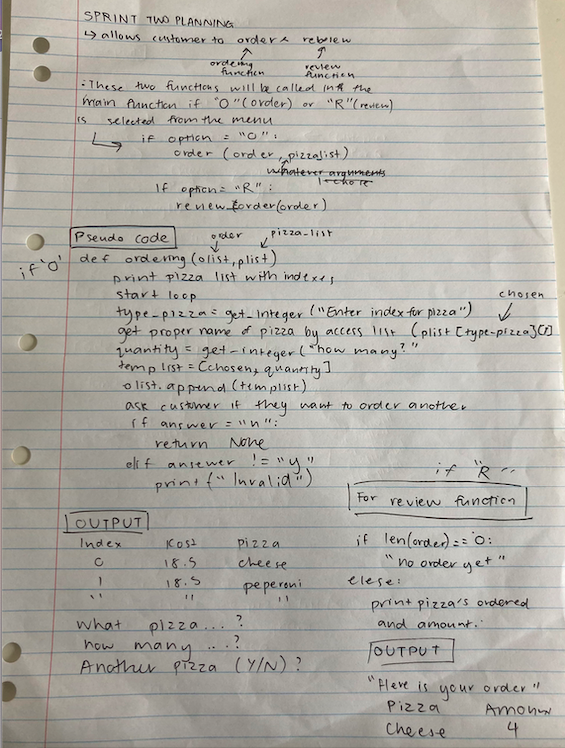 SPRINT TWO PLANNING
↳ allows customer to order & review
ordering function
review function
: These two functions will be called in the
main function if "O" (order) or "R" (review)
is selected from the menu
if option = "O":
order (order, pizzalist)
whatever arguments
I chose
If option = "R":
review_order(order)
Pseudo code
order
pizza-list
if 'O'
def ordering (olist, plist)
print pizza list with indexes
start loop
type-pizza = get_integer ("Enter index for pizza")
chosen
get proper name of pizza by access list (plist [type-pizza][1]
quantity = get-integer ("how many?"
temp list = [chosen, quantity]
olist.append (templist)
ask customer if they want to order another
if answer = "n":
return None
elif ansewer != "y"
print ("Invalid")
if "R"
For review function
if len(order) == 0:
"no order yet"
elese:
print pizza's ordered
and amount.
OUTPUT
"Here is your order"
Pizza Amoun
Cheese 4
OUTPUT
Index Kost Pizza
0 18.5 cheese
1 18.5 peperoni
" " "
What pizza ... ?
how many ... ?
Another pizza (Y/N) ?